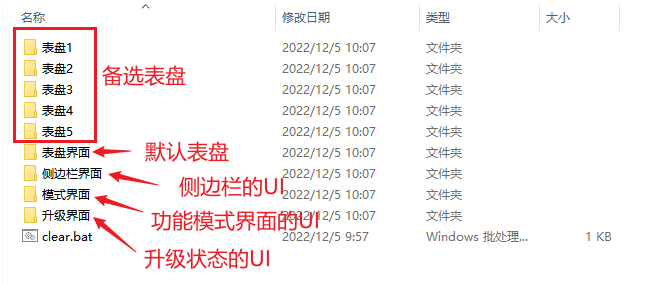 名称 修改日期 类型 大小
表盘1 2022/12/5 10:07 文件夹
表盘2 2022/12/5 10:07 文件夹
备选表盘
表盘3 2022/12/5 10:07 文件夹
表盘4 2022/12/5 10:07 文件夹
表盘5 2022/12/5 10:07 文件夹
表盘界面 默认表盘 2022/12/5 10:07 文件夹
侧边栏界面 2022/12/5 10:07 文件夹
侧边栏的UI
模式界面 2022/12/5 10:07 文件夹
功能模式界面的UI
升级界面 2022/12/5 10:07 文件夹
clear.bat 2022/12/5 9:57 Windows 批处理... 1 KB
升级状态的UI